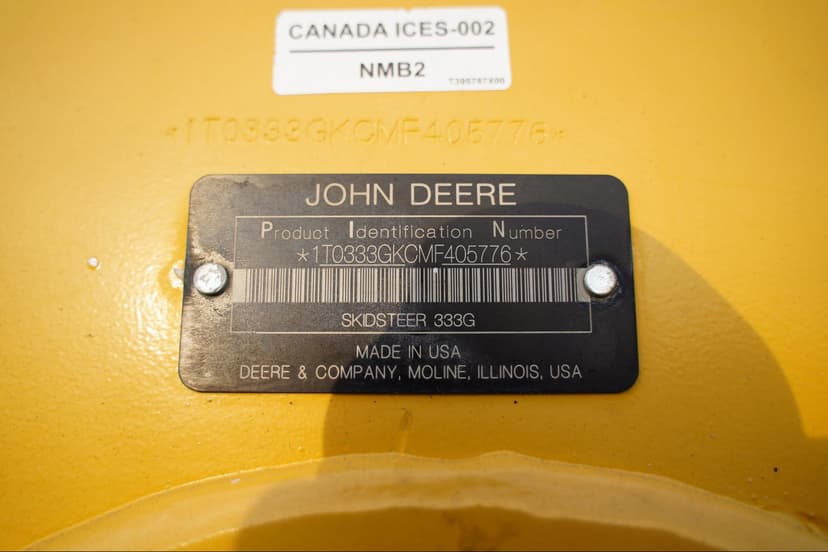 CANADA ICES-002
NMB2
*1T0333GKCMF405776*
JOHN DEERE
Product Identification Number
*1T0333GKCMF405776*
SKIDSTEER 333G
MADE IN USA
DEERE & COMPANY, MOLINE, ILLINOIS, USA